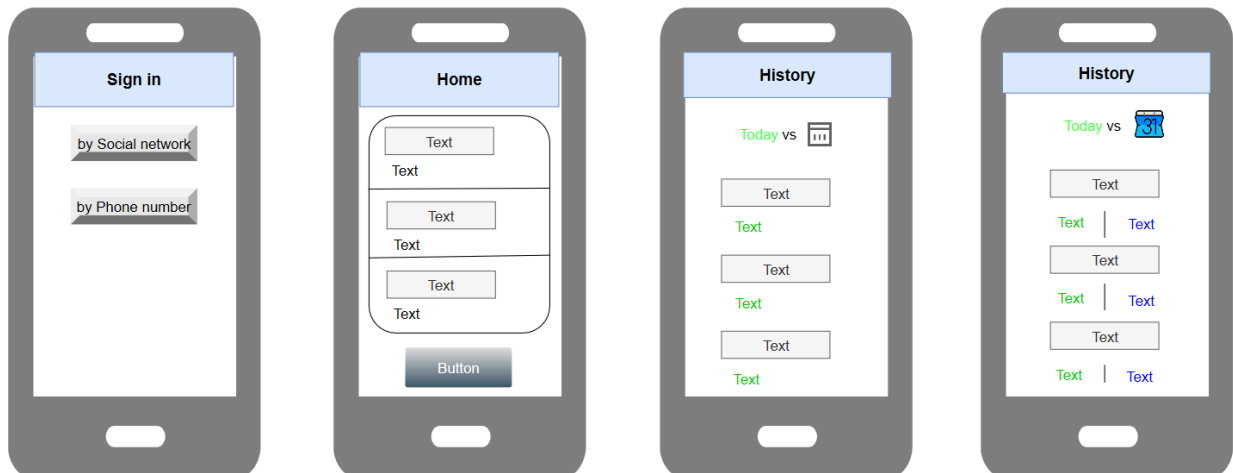 Sign in
by Social network
by Phone number
Home
Text
Text
Text
Text
Text
Text
Button
History
Today vs
Text
Text
Text
Text
Text
Text
History
Today vs 31
Text
Text Text
Text
Text Text
Text
Text Text